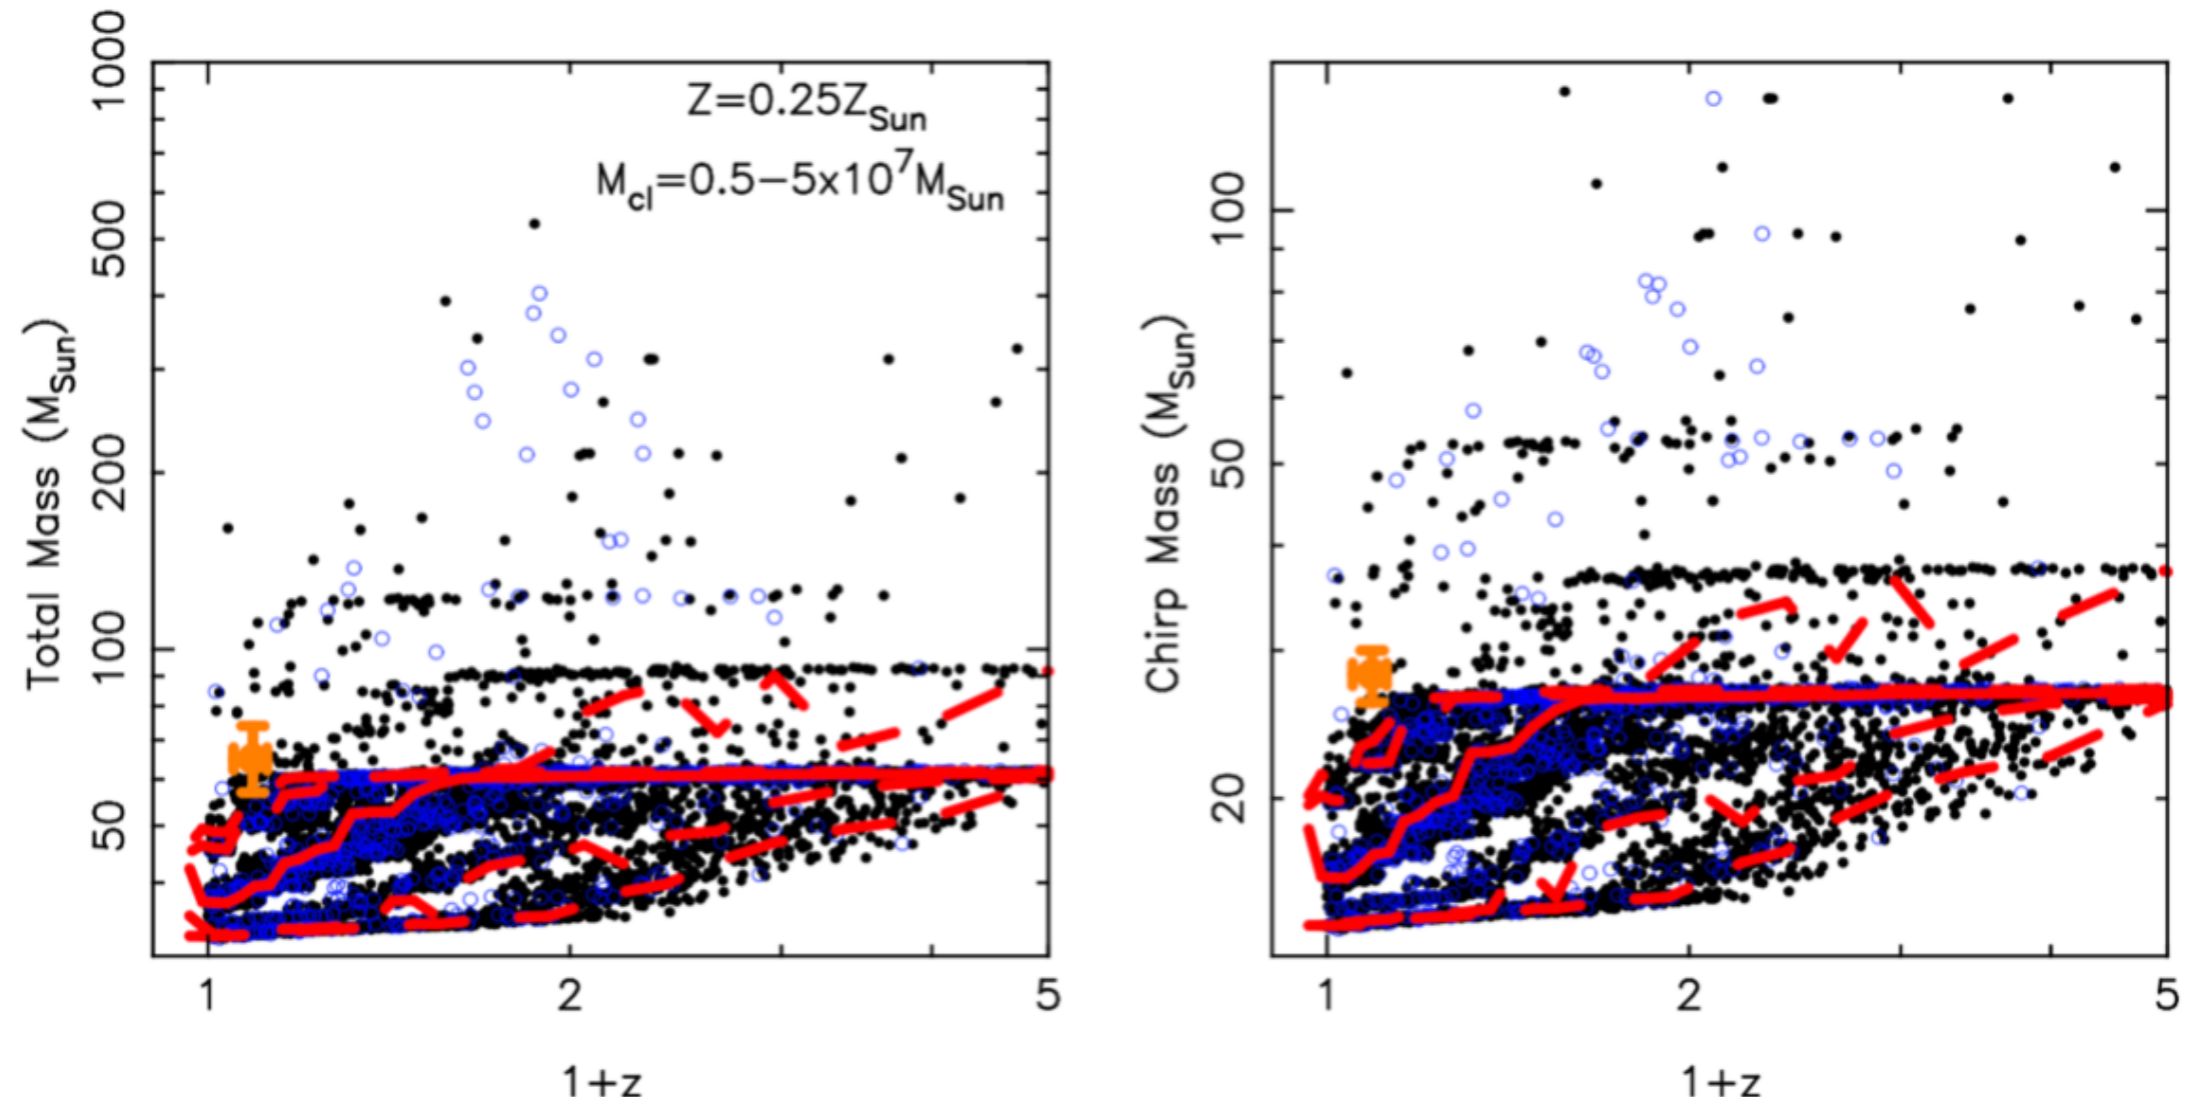 Total Mass (M_Sun)
1000
500
200
100
50
Z=0.25Z_Sun
M_cl=0.5−5x10^7M_Sun
1 2 5
1+z
Chirp Mass (M_Sun)
100
50
20
1 2 5
1+z